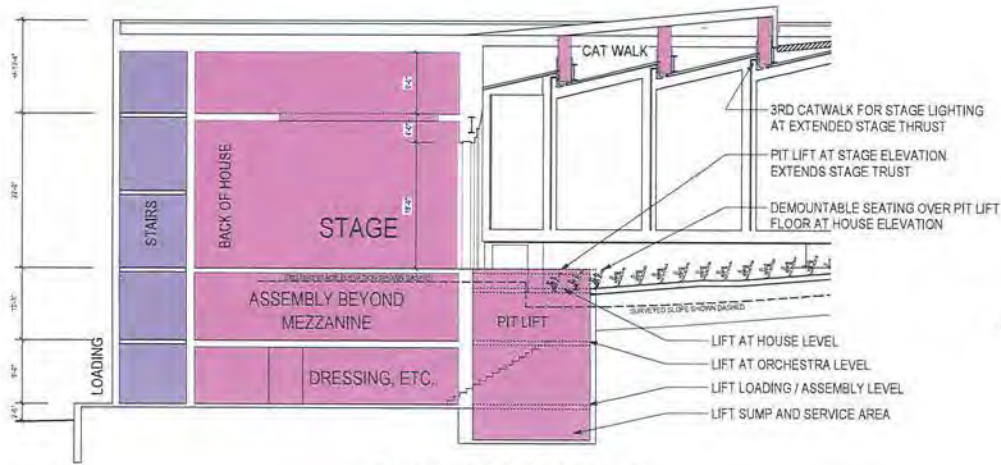 CAT WALK
3RD CATWALK FOR STAGE LIGHTING
AT EXTENDED STAGE THRUST
PIT LIFT AT STAGE ELEVATION
EXTENDS STAGE TRUST
DEMOUNTABLE SEATING OVER PIT LIFT
FLOOR AT HOUSE ELEVATION
STAIRS
BACK OF HOUSE
STAGE
ASSEMBLY BEYOND
MEZZANINE
PIT LIFT
SURVEYED SLOPE SHOWN DASHED
LIFT AT HOUSE LEVEL
LIFT AT ORCHESTRA LEVEL
LOADING
DRESSING, ETC.
LIFT LOADING / ASSEMBLY LEVEL
LIFT SUMP AND SERVICE AREA